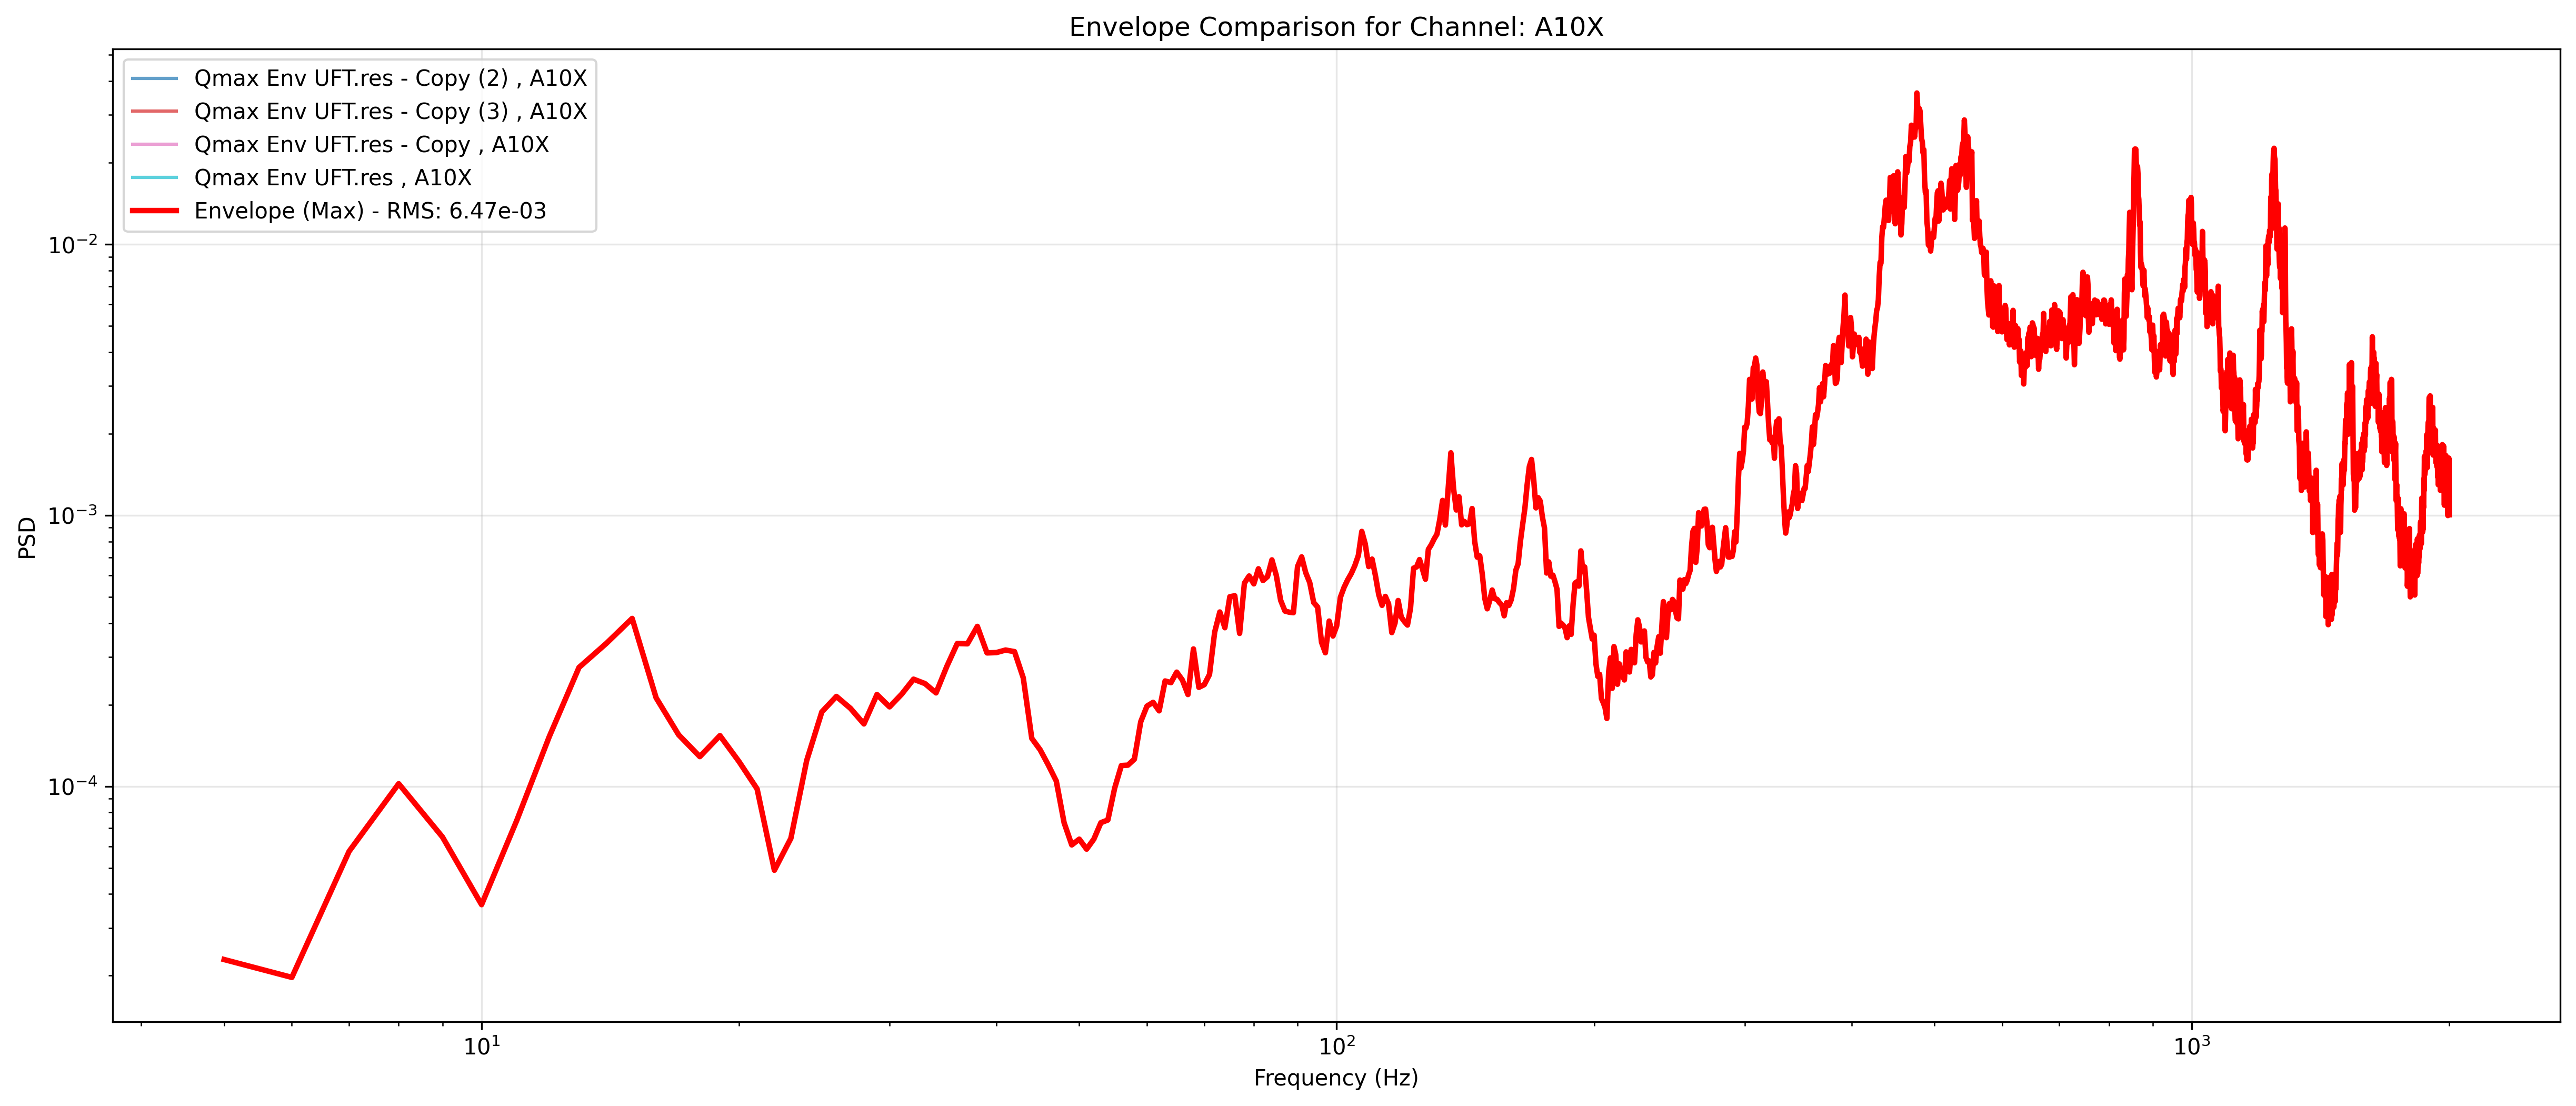 Envelope Comparison for Channel: A10X
Qmax Env UFT.res - Copy (2) , A10X
Qmax Env UFT.res - Copy (3) , A10X
Qmax Env UFT.res - Copy , A10X
Qmax Env UFT.res , A10X
Envelope (Max) - RMS: 6.47e-03
PSD
10⁻²
10⁻³
10⁻⁴
10¹
10²
10³
Frequency (Hz)